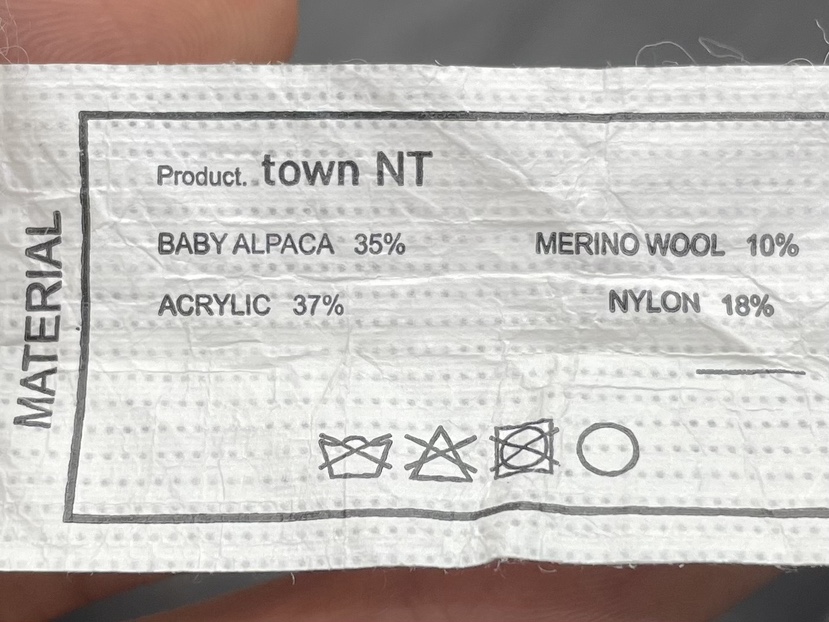 MATERIAL
Product. town NT
BABY ALPACA 35% MERINO WOOL 10%
ACRYLIC 37% NYLON 18%